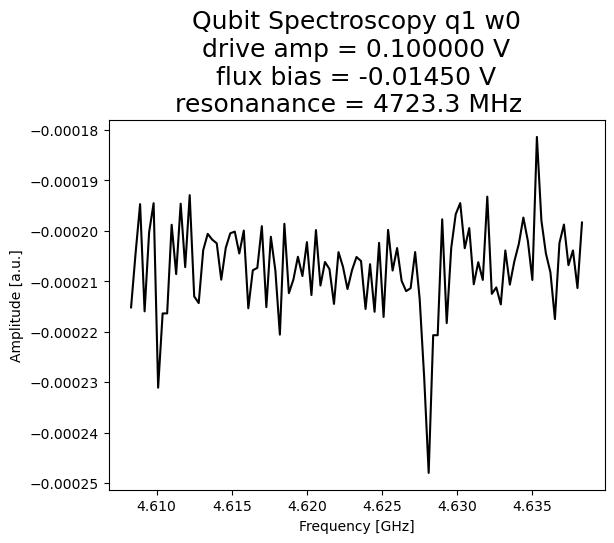 Qubit Spectroscopy q1 w0
drive amp = 0.100000 V
flux bias = -0.01450 V
resonanance = 4723.3 MHz
−0.00018
−0.00019
−0.00020
−0.00021
−0.00022
−0.00023
−0.00024
−0.00025
Amplitude [a.u.]
4.610 4.615 4.620 4.625 4.630 4.635
Frequency [GHz]